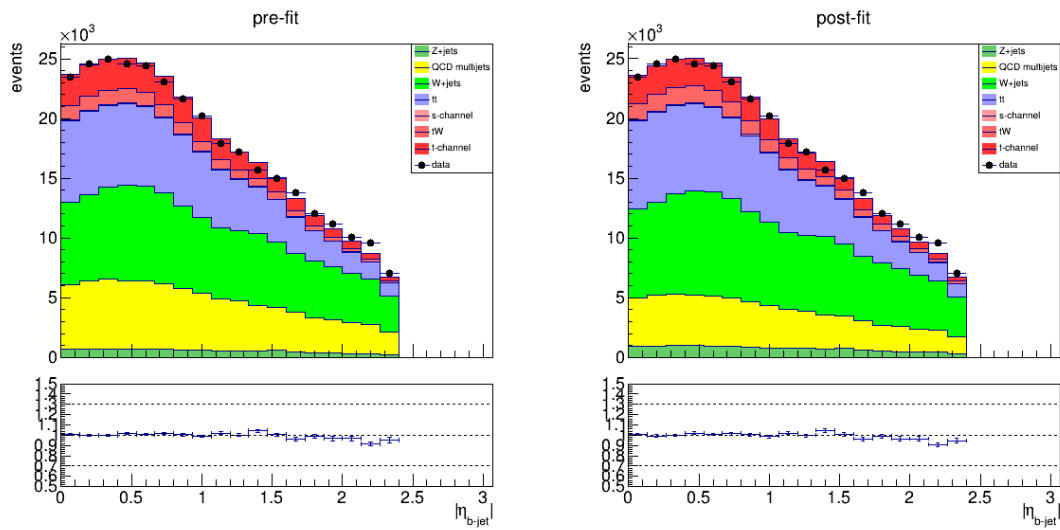 pre-fit
×10³
events
25
20
15
10
5
0
Z+jets
QCD multijets
W+jets
tt
s-channel
tW
t-channel
data
1.5
1.4
1.3
1.2
1.1
1
0.9
0.8
0.7
0.6
0.5
0 0.5 1 1.5 2 2.5 3
|η b-jet|
post-fit
×10³
events
25
20
15
10
5
0
Z+jets
QCD multijets
W+jets
tt
s-channel
tW
t-channel
data
1.5
1.4
1.3
1.2
1.1
1
0.9
0.8
0.7
0.6
0.5
0 0.5 1 1.5 2 2.5 3
|η b-jet|